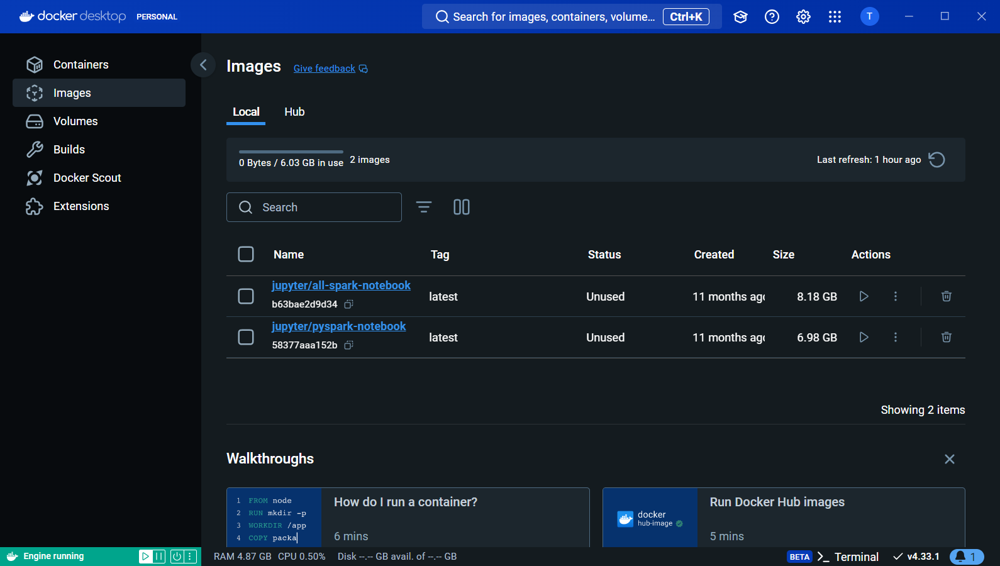 docker desktop PERSONAL
Search for images, containers, volume... Ctrl+K
T
Containers
Images
Volumes
Builds
Docker Scout
Extensions
Images Give feedback
Local Hub
0 Bytes / 6.03 GB in use 2 images
Last refresh: 1 hour ago
Search
Name Tag Status Created Size Actions
jupyter/all-spark-notebook
b63bae2d9d34
latest Unused 11 months ago 8.18 GB
jupyter/pyspark-notebook
58377aaa152b
latest Unused 11 months ago 6.98 GB
Showing 2 items
Walkthroughs
1 FROM node
2 RUN mkdir -p
3 WORKDIR /app
4 COPY packa
How do I run a container?
6 mins
docker
hub-image
Run Docker Hub images
5 mins
Engine running
RAM 4.87 GB CPU 0.50% Disk --.-- GB avail. of --.-- GB
BETA >_ Terminal v4.33.1 1